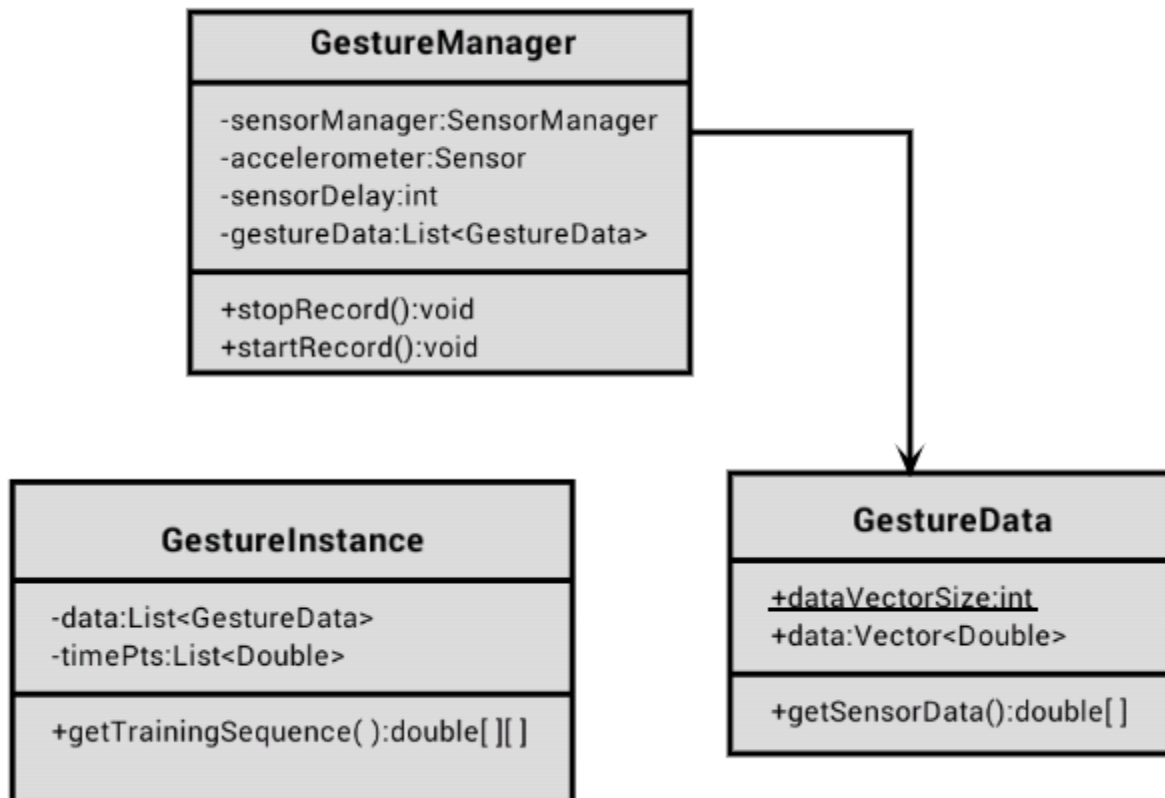 GestureManager
-sensorManager:SensorManager
-accelerometer:Sensor
-sensorDelay:int
-gestureData:List<GestureData>
+stopRecord():void
+startRecord():void
GestureInstance
-data:List<GestureData>
-timePts:List<Double>
+getTrainingSequence( ):double[ ][ ]
GestureData
+dataVectorSize:int
+data:Vector<Double>
+getSensorData():double[ ]